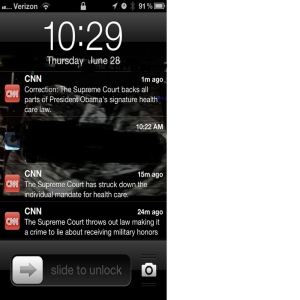 Verizon 91%
10:29
Thursday June 28
CNN 1m ago
Correction: The Supreme Court backs all
parts of President Obama's signature health
care law.
10:22 AM
CNN 15m ago
The Supreme Court has struck down the
individual mandate for health care.
CNN 24m ago
The Supreme Court throws out law making it
a crime to lie about receiving military honors
slide to unlock